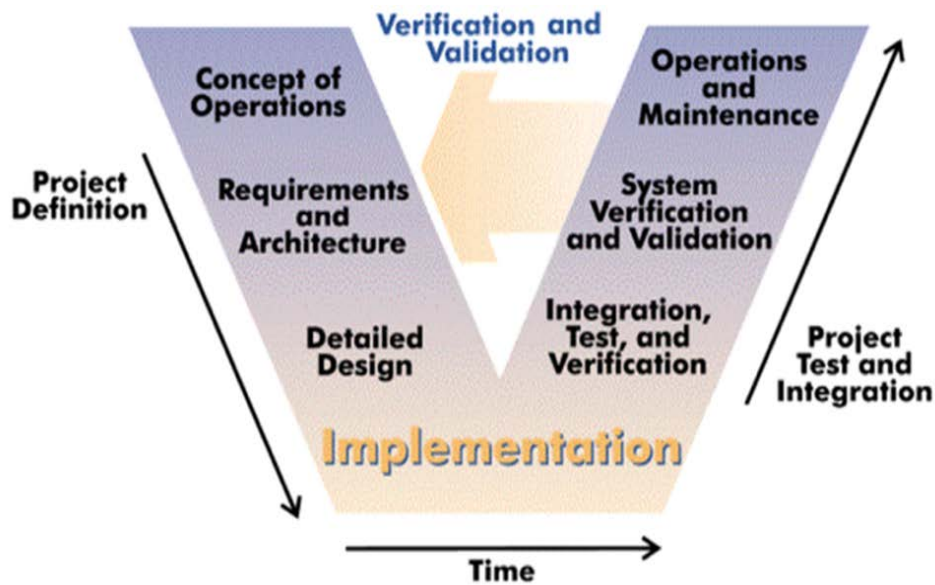 Verification and
Validation
Concept of
Operations
Operations
and
Maintenance
Project
Definition
Requirements
and
Architecture
System
Verification
and Validation
Detailed
Design
Integration,
Test, and
Verification
Project
Test and
Integration
Implementation
Time